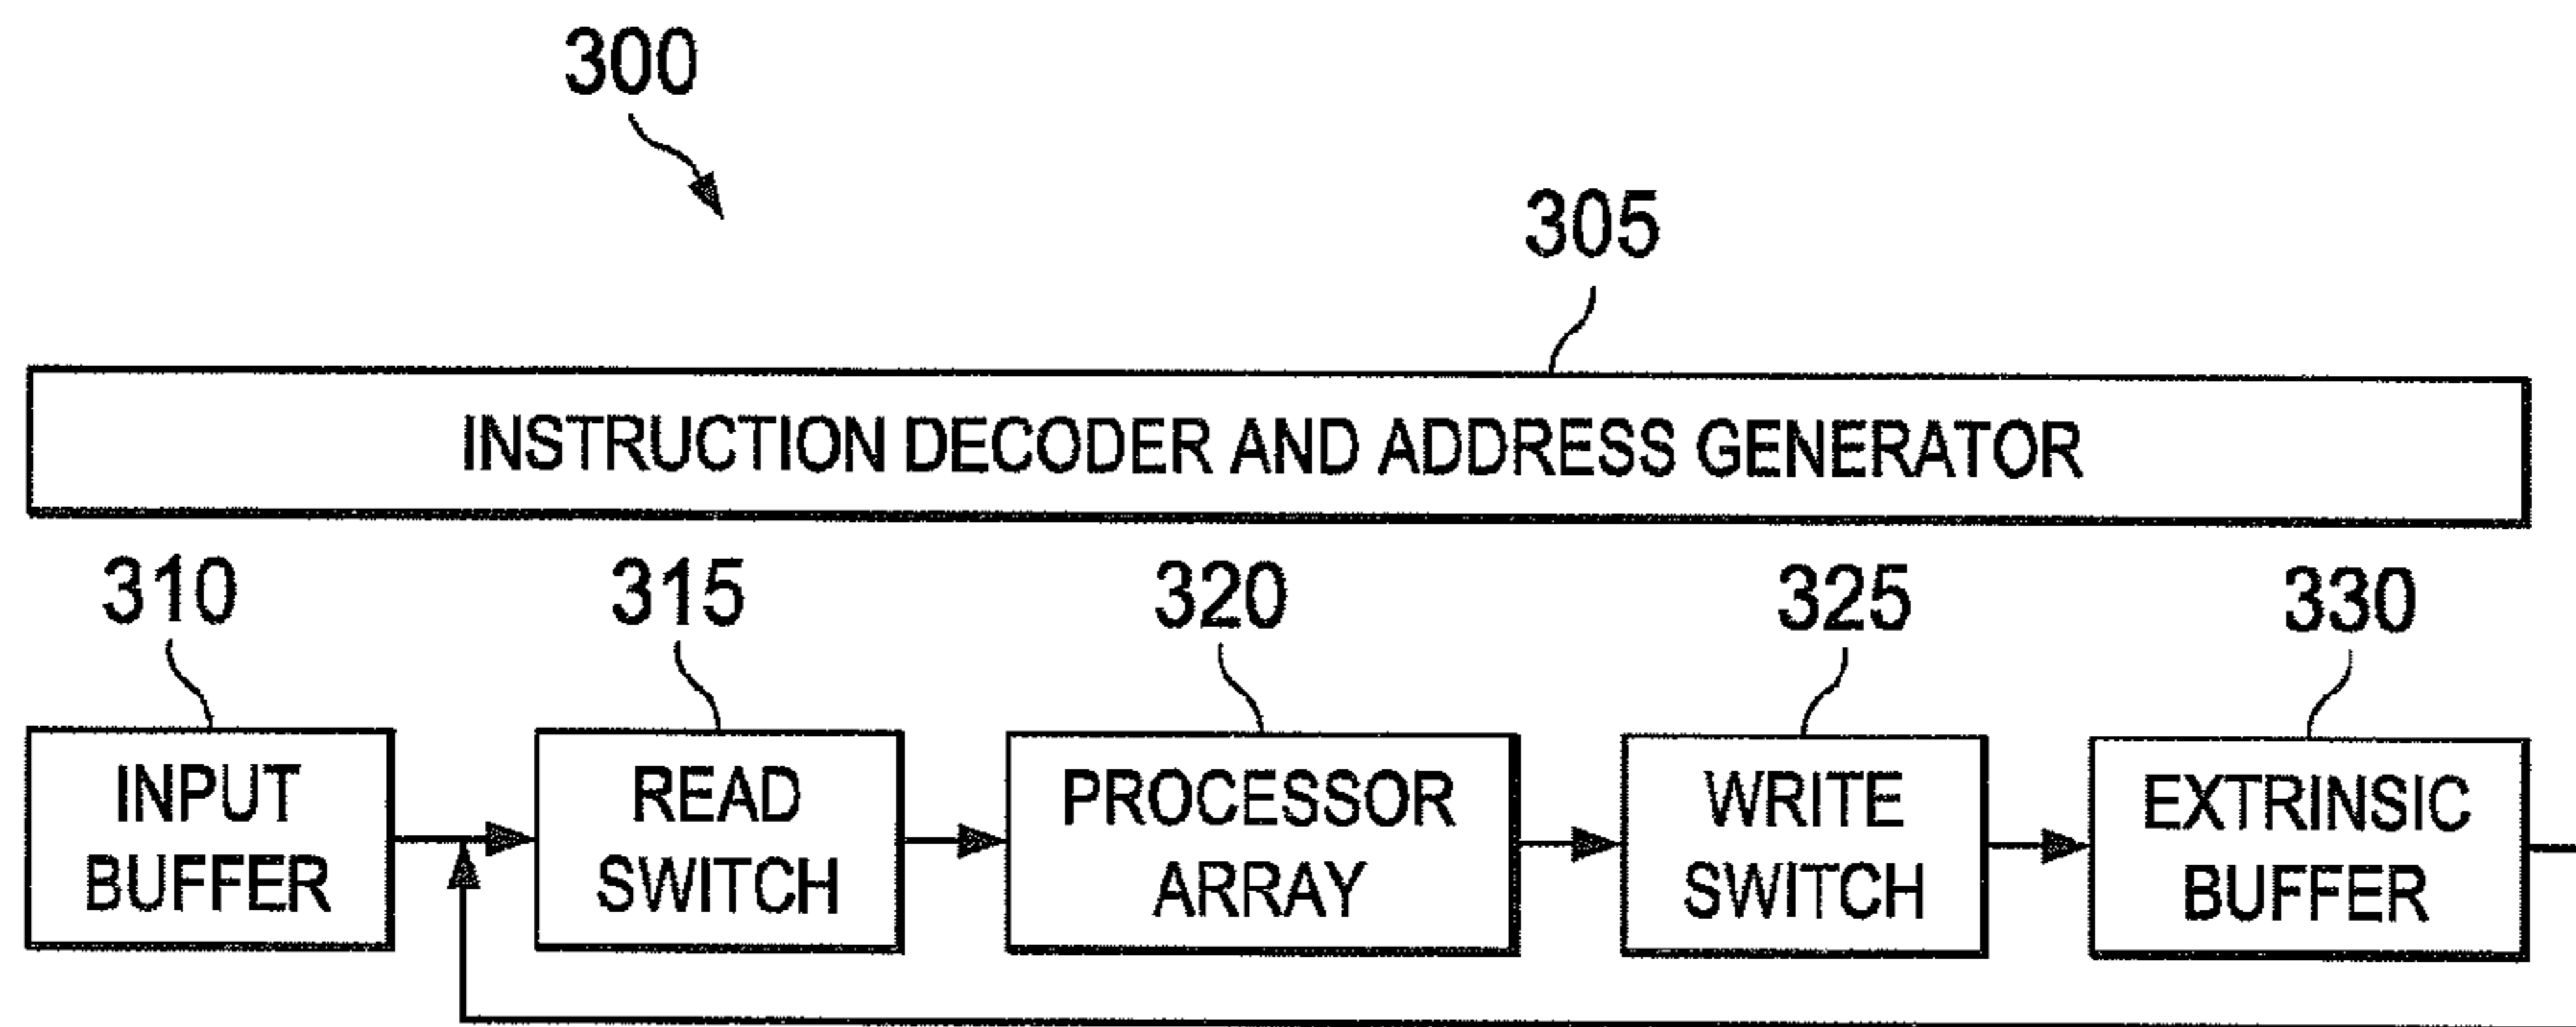 300
305
INSTRUCTION DECODER AND ADDRESS GENERATOR
310
315
320
325
330
INPUT
BUFFER
READ
SWITCH
PROCESSOR
ARRAY
WRITE
SWITCH
EXTRINSIC
BUFFER